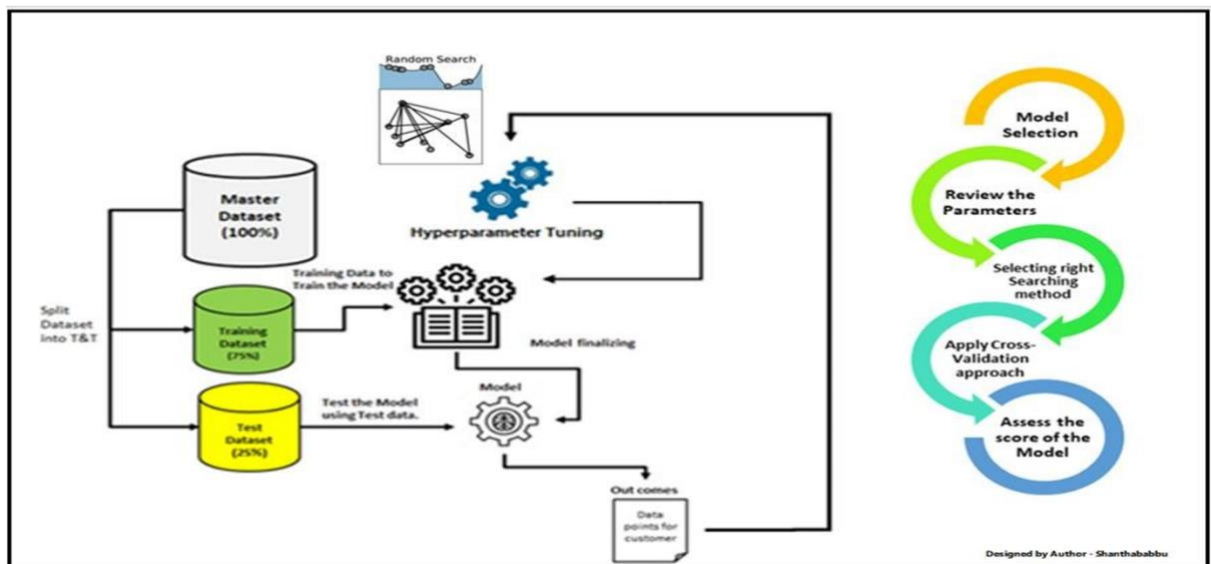 Random Search
Master
Dataset
(100%)
Hyperparameter Tuning
Training Data to
Train the Model
Split
Dataset
into T&T
Training
Dataset
(75%)
Model finalizing
Model
Test the Model
using Test data.
Test
Dataset
(25%)
Out comes
Data
points for
customer
Model
Selection
Review the
Parameters
Selecting right
Searching
method
Apply Cross-
Validation
approach
Assess the
score of the
Model
Designed by Author - Shanthababbu